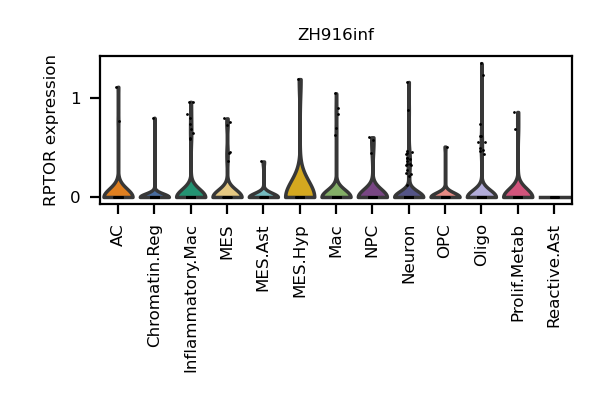 ZH916inf
RPTOR expression
1
0
AC
Chromatin.Reg
Inflammatory.Mac
MES
MES.Ast
MES.Hyp
Mac
NPC
Neuron
OPC
Oligo
Prolif.Metab
Reactive.Ast